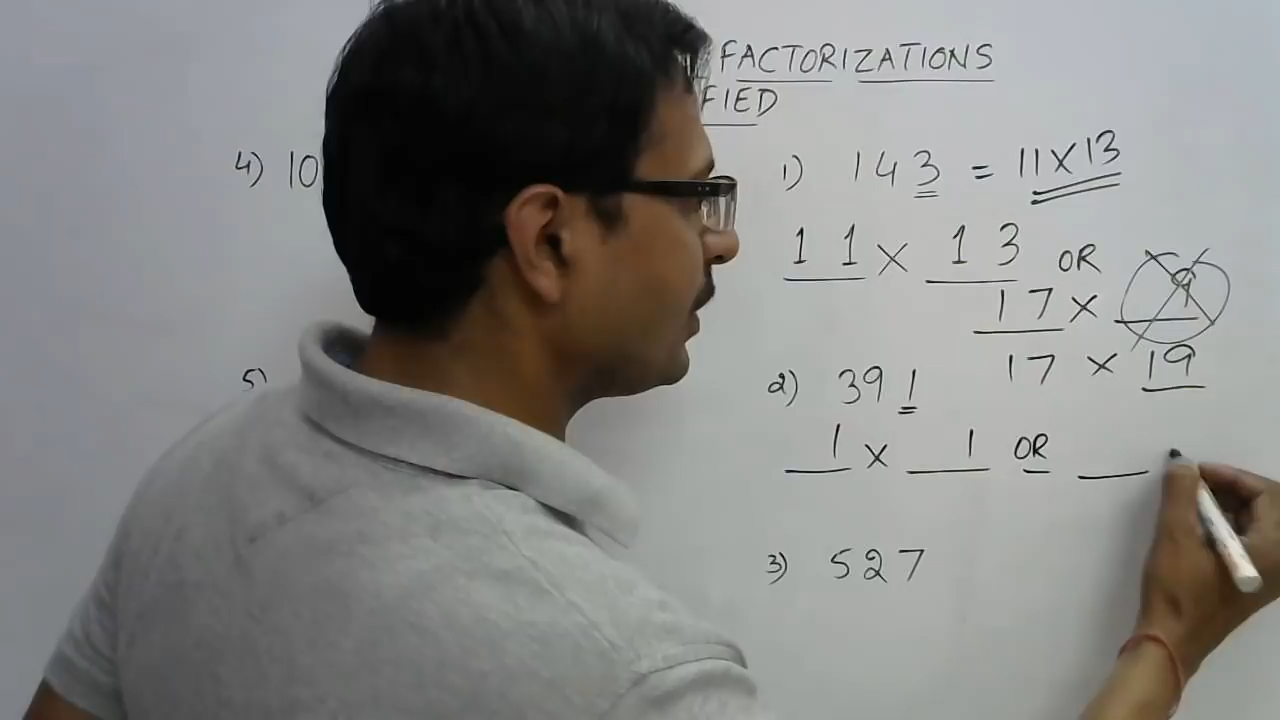 FACTORIZATIONS
FIED
4) 10
5)
1) 143 = 11 X 13
11 X 13 OR
17 X 9
17 X 19
2) 391
1 X 1 OR
3) 527